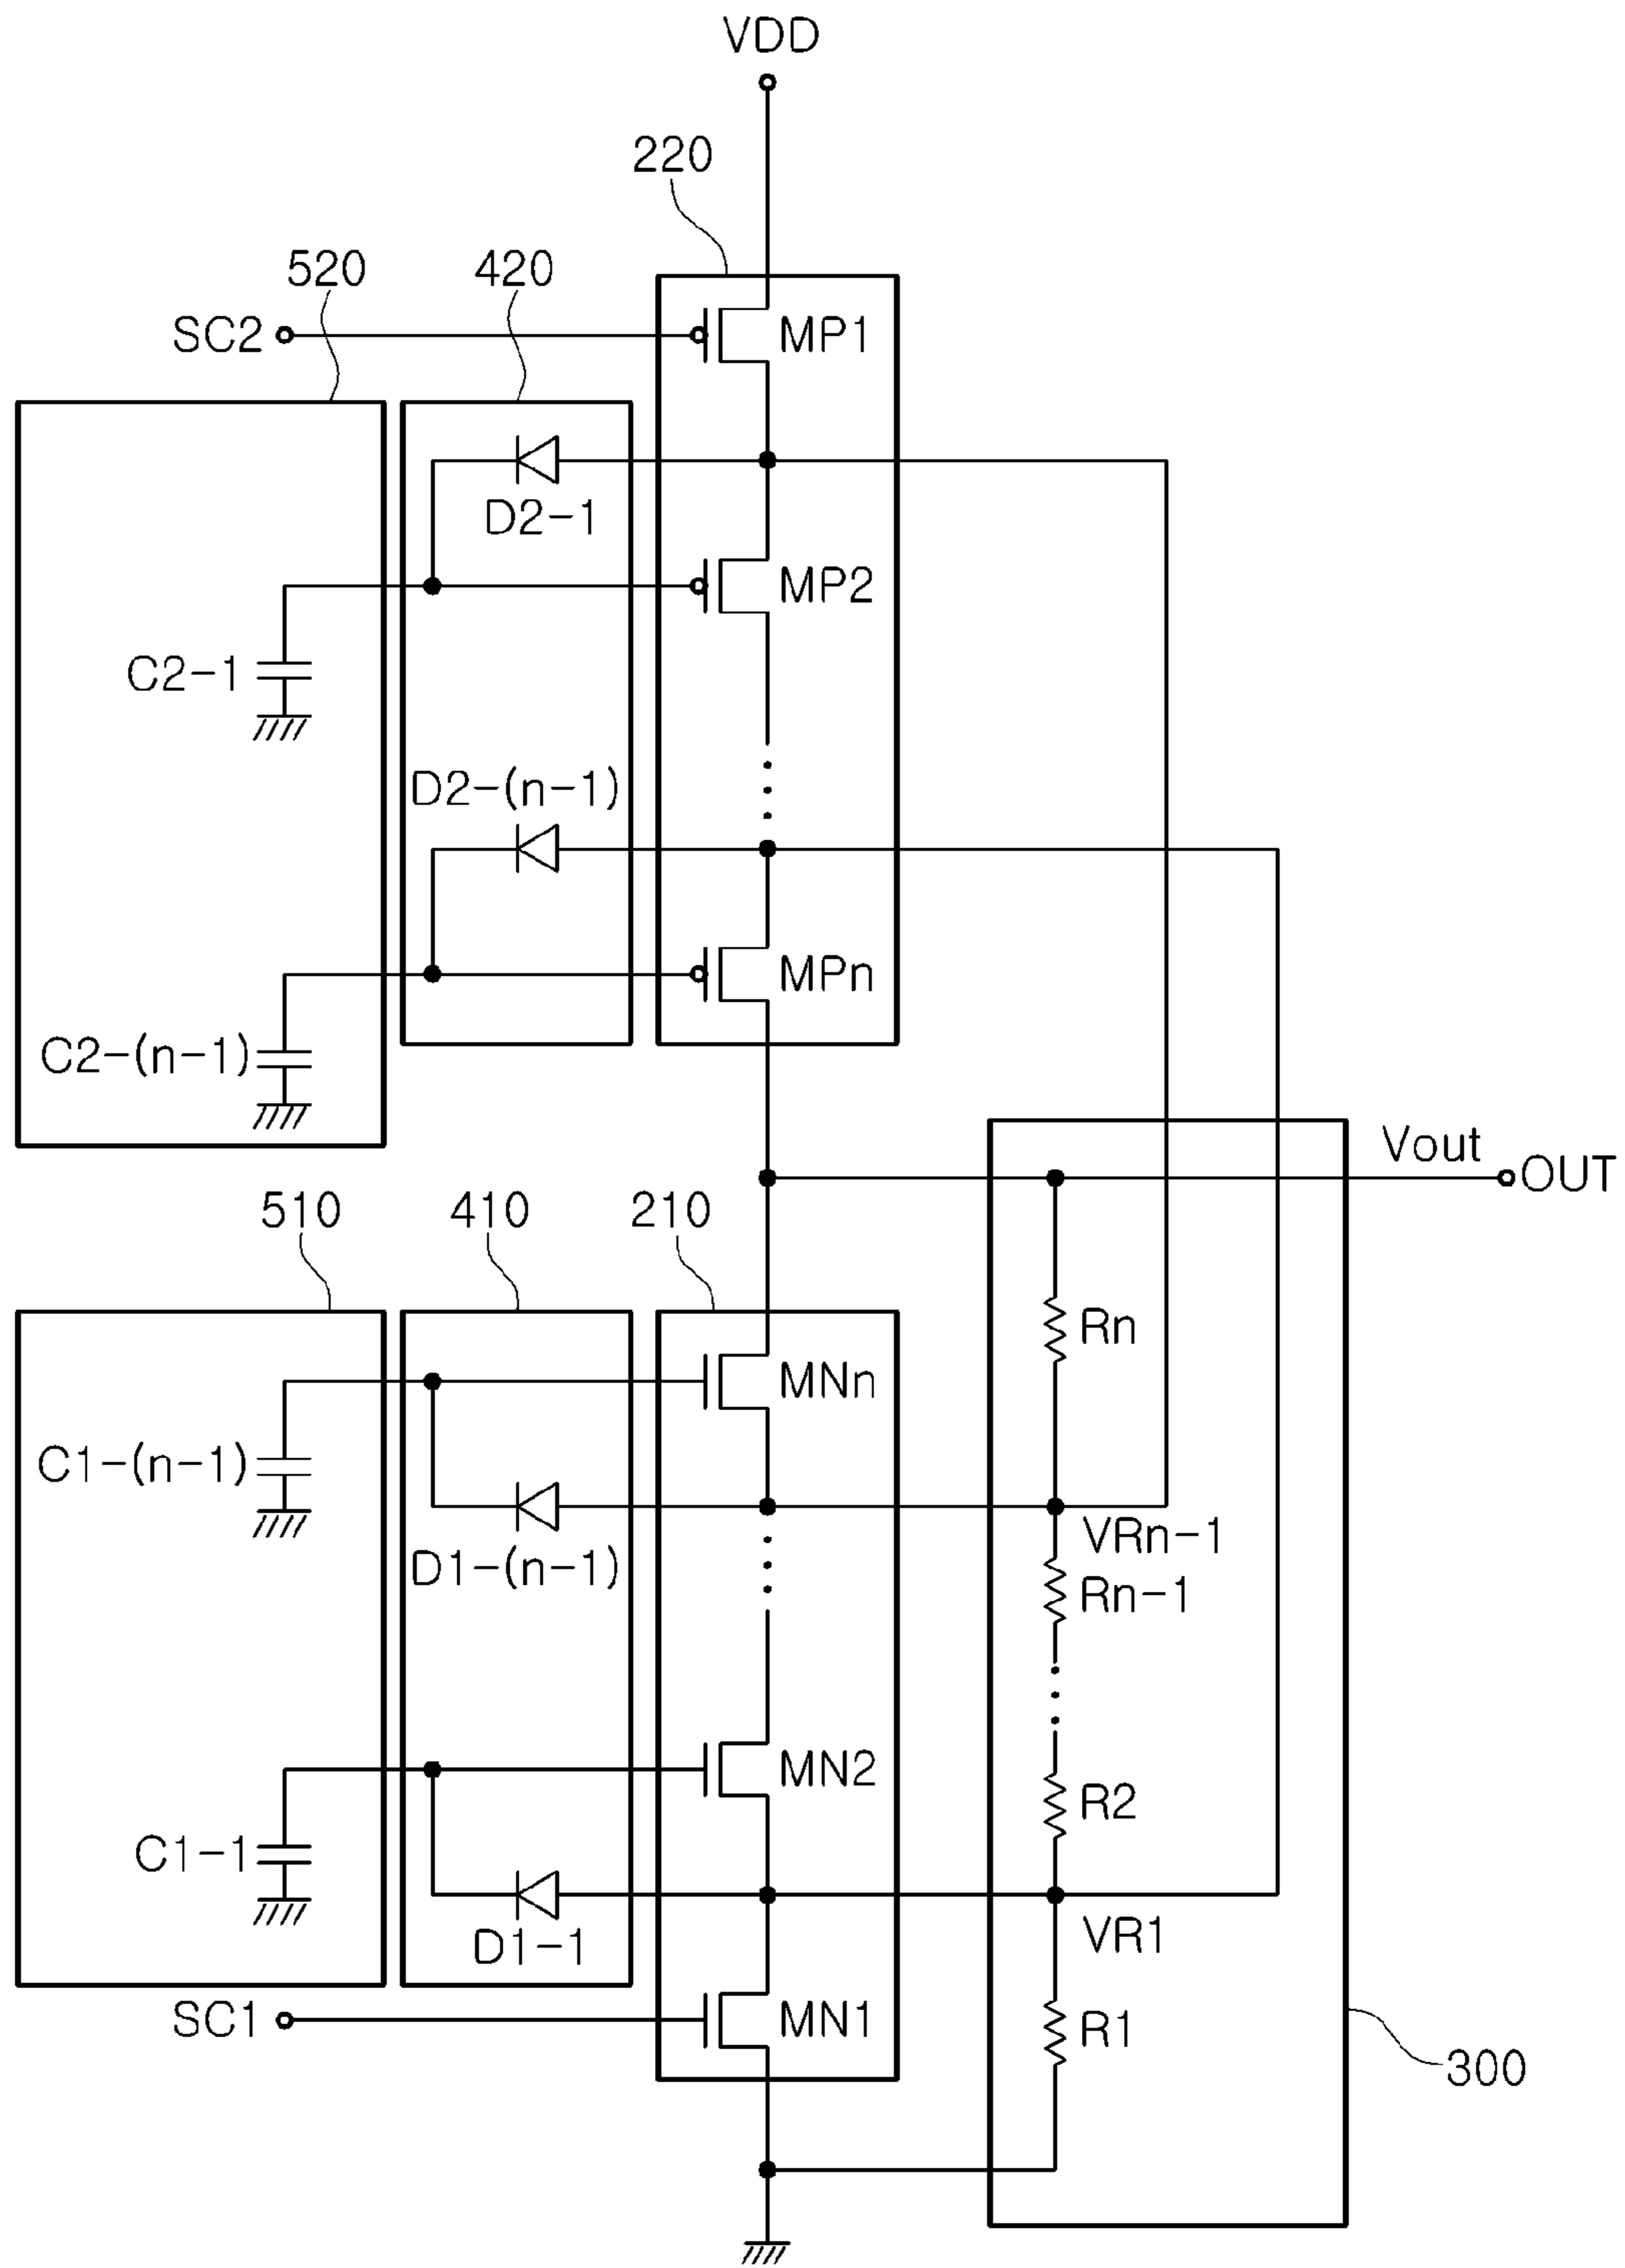 VDD
220
520
420
SC2
MP1
D2-1
MP2
C2-1
D2-(n-1)
MPn
C2-(n-1)
Vout
OUT
510
410
210
Rn
MNn
C1-(n-1)
VRn-1
D1-(n-1)
Rn-1
MN2
R2
C1-1
VR1
D1-1
SC1
MN1
R1
300